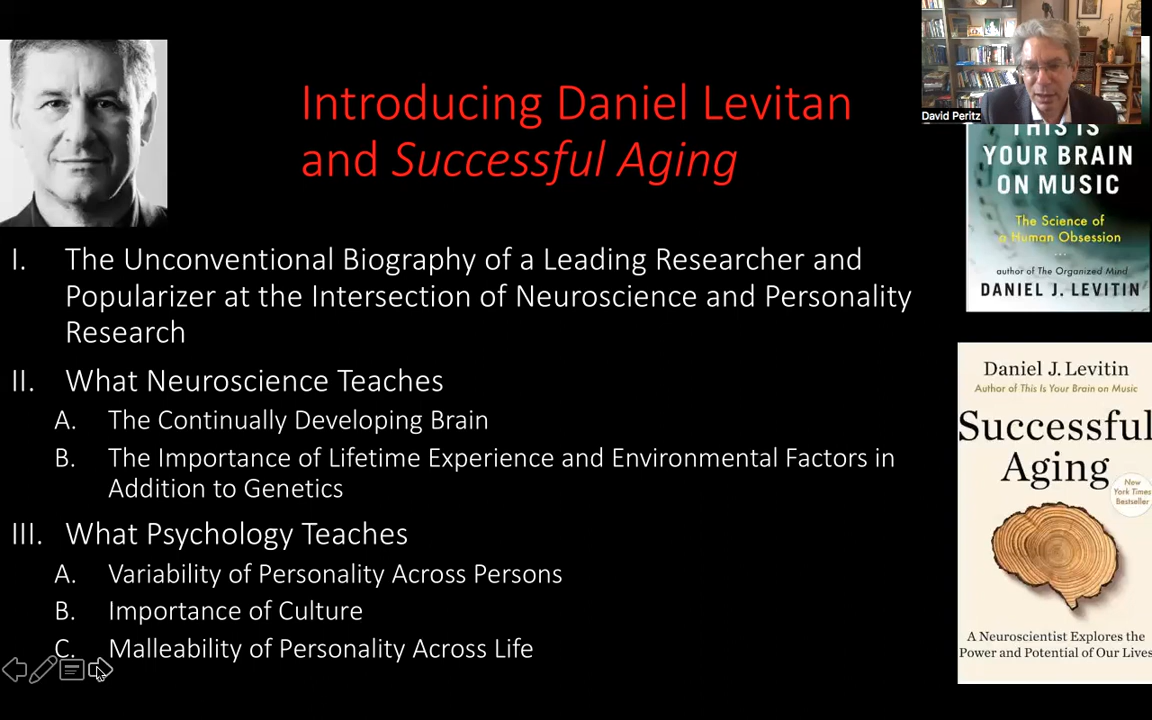 Introducing Daniel Levitan
and Successful Aging
I. The Unconventional Biography of a Leading Researcher and
Popularizer at the Intersection of Neuroscience and Personality
Research
II. What Neuroscience Teaches
A. The Continually Developing Brain
B. The Importance of Lifetime Experience and Environmental Factors in
Addition to Genetics
III. What Psychology Teaches
A. Variability of Personality Across Persons
B. Importance of Culture
C. Malleability of Personality Across Life
David Peritz
THIS IS
YOUR BRAIN
ON MUSIC
The Science of
a Human Obsession
author of The Organized Mind
DANIEL J. LEVITIN
Daniel J. Levitin
Author of This Is Your Brain on Music
Successful
Aging
New
York Times
Bestseller
A Neuroscientist Explores the
Power and Potential of Our Lives